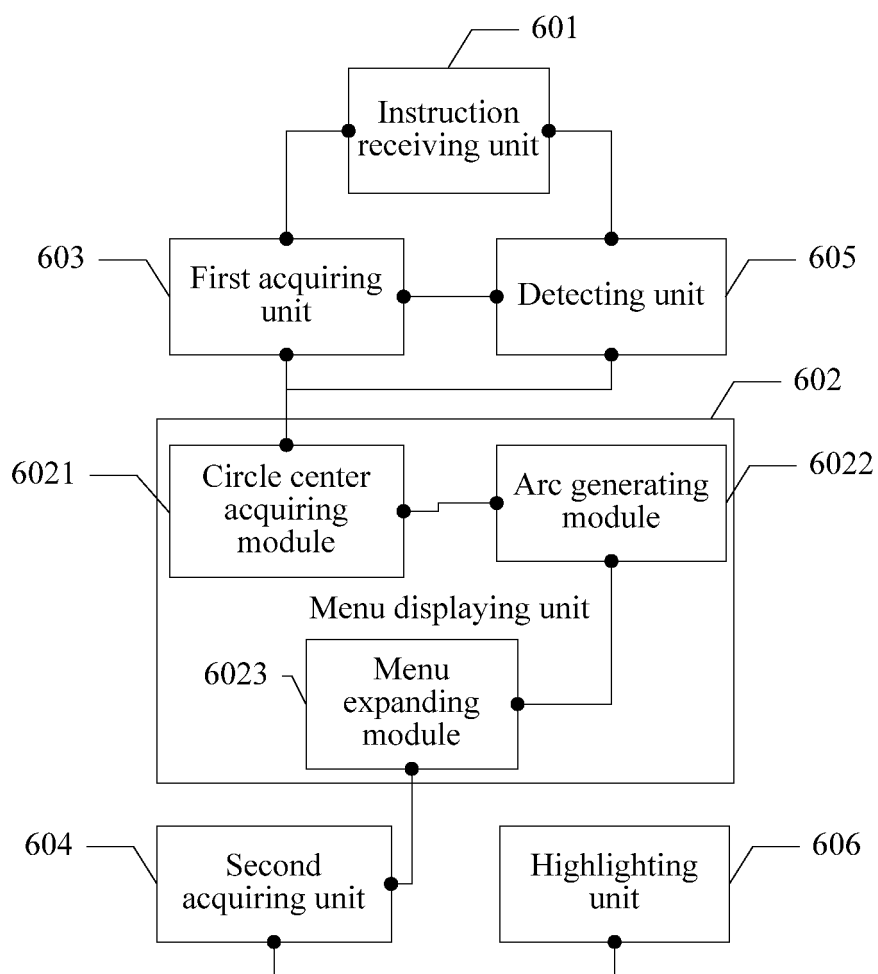 601
Instruction
receiving unit
603
First acquiring
unit
Detecting unit
605
602
6021
Circle center
acquiring
module
Arc generating
module
6022
Menu displaying unit
6023
Menu
expanding
module
604
Second
acquiring unit
Highlighting
unit
606